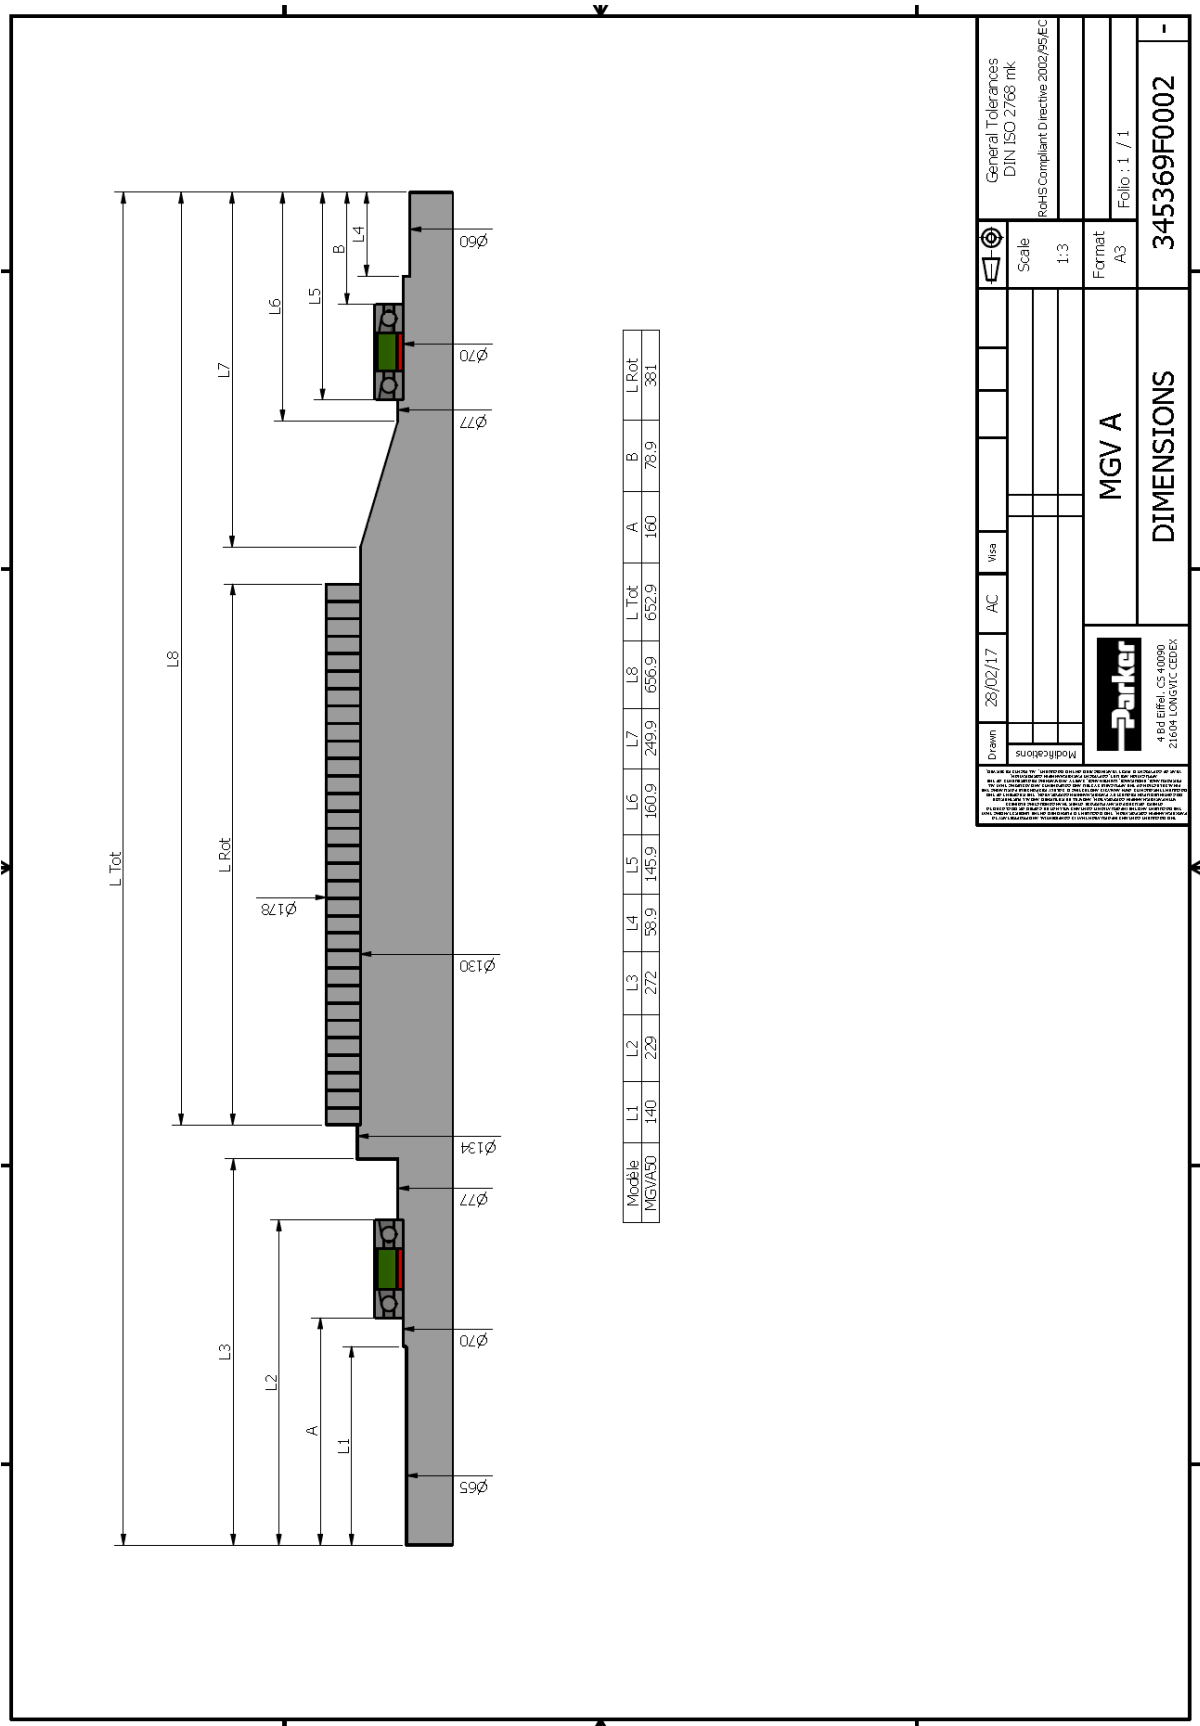 L Tot
L8
L3
L Rot
L7
L2
L6
A
L5
L1
B
L4
Ø178
Ø65
Ø70
Ø77
Ø134
Ø130
Ø77
Ø70
Ø60
Modèle L1 L2 L3 L4 L5 L6 L7 L8 L Tot A B L Rot
MGVA50 140 229 272 58.9 145.9 160.9 249.9 656.9 652.9 160 78.9 381
Drawn 28/02/17 AC Visa
Modifications
Scale
1:3
General Tolerances
DIN ISO 2768 mk
RoHS Compliant Directive 2002/95/EC
Parker
4 Bd Eiffel, CS 40090
21604 LONGVIC CEDEX
MGV A
Format
A3
Folio : 1 / 1
DIMENSIONS
345369F0002
-